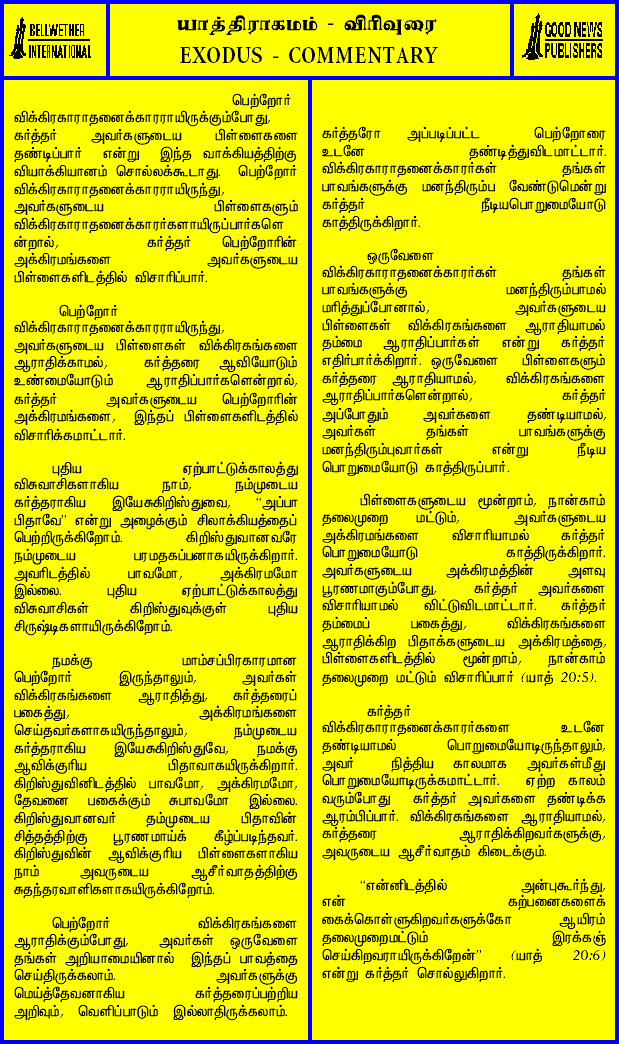 BELLWETHER
INTERNATIONAL
யாத்திராகமம் - விரிவுரை
EXODUS - COMMENTARY
GOOD NEWS
PUBLISHERS
பெற்றோர்
விக்கிரகாராதனைக்காரராயிருக்கும்போது,
கர்த்தர் அவர்களுடைய பிள்ளைகளை
தண்டிப்பார் என்று இந்த வாக்கியத்திற்கு
வியாக்கியானம் சொல்லக்கூடாது. பெற்றோர்
விக்கிரகாராதனைக்காரராயிருந்து,
அவர்களுடைய பிள்ளைகளும்
விக்கிரகாராதனைக்காரர்களாயிருப்பார்களெ
ன்றால், கர்த்தர் பெற்றோரின்
அக்கிரமங்களை அவர்களுடைய
பிள்ளைகளிடத்தில் விசாரிப்பார்.
பெற்றோர்
விக்கிரகாராதனைக்காரராயிருந்து,
அவர்களுடைய பிள்ளைகள் விக்கிரகங்களை
ஆராதிக்காமல், கர்த்தரை ஆவியோடும்
உண்மையோடும் ஆராதிப்பார்களென்றால்,
கர்த்தர் அவர்களுடைய பெற்றோரின்
அக்கிரமங்களை, இந்தப் பிள்ளைகளிடத்தில்
விசாரிக்கமாட்டார்.
புதிய ஏற்பாட்டுக்காலத்து
விசுவாசிகளாகிய நாம், நம்முடைய
கர்த்தராகிய இயேசுகிறிஸ்துவை, “அப்பா
பிதாவே” என்று அழைக்கும் சிலாக்கியத்தைப்
பெற்றிருக்கிறோம். கிறிஸ்துவானவரே
நம்முடைய பரமதகப்பனாகயிருக்கிறார்.
அவரிடத்தில் பாவமோ, அக்கிரமமோ
இல்லை. புதிய ஏற்பாட்டுக்காலத்து
விசுவாசிகள் கிறிஸ்துவுக்குள் புதிய
சிருஷ்டிகளாயிருக்கிறோம்.
நமக்கு மாம்சப்பிரகாரமான
பெற்றோர் இருந்தாலும், அவர்கள்
விக்கிரகங்களை ஆராதித்து, கர்த்தரைப்
பகைத்து, அக்கிரமங்களை
செய்தவர்களாகயிருந்தாலும், நம்முடைய
கர்த்தராகிய இயேசுகிறிஸ்துவே, நமக்கு
ஆவிக்குரிய பிதாவாகயிருக்கிறார்.
கிறிஸ்துவினிடத்தில் பாவமோ, அக்கிரமமோ,
தேவனை பகைக்கும் சுபாவமோ இல்லை.
கிறிஸ்துவானவர் தம்முடைய பிதாவின்
சித்தத்திற்கு பூரணமாய்க் கீழ்ப்படிந்தவர்.
கிறிஸ்துவின் ஆவிக்குரிய பிள்ளைகளாகிய
நாம் அவருடைய ஆசீர்வாதத்திற்கு
சுதந்தரவாளிகளாகயிருக்கிறோம்.
பெற்றோர் விக்கிரகங்களை
ஆராதிக்கும்போது, அவர்கள் ஒருவேளை
தங்கள் அறியாமையினால் இந்தப் பாவத்தை
செய்திருக்கலாம். அவர்களுக்கு
மெய்த்தேவனாகிய கர்த்தரைப்பற்றிய
அறிவும், வெளிப்பாடும் இல்லாதிருக்கலாம்.
கர்த்தரோ அப்படிப்பட்ட பெற்றோரை
உடனே தண்டித்துவிடமாட்டார்.
விக்கிரகாராதனைக்காரர்கள் தங்கள்
பாவங்களுக்கு மனந்திரும்ப வேண்டுமென்று
கர்த்தர் நீடியபொறுமையோடு
காத்திருக்கிறார்.
ஒருவேளை
விக்கிரகாராதனைக்காரர்கள் தங்கள்
பாவங்களுக்கு மனந்திரும்பாமல்
மரித்துப்போனால், அவர்களுடைய
பிள்ளைகள் விக்கிரகங்களை ஆராதியாமல்
தம்மை ஆராதிப்பார்கள் என்று கர்த்தர்
எதிர்பார்க்கிறார். ஒருவேளை பிள்ளைகளும்
கர்த்தரை ஆராதியாமல், விக்கிரகங்களை
ஆராதிப்பார்களென்றால், கர்த்தர்
அப்போதும் அவர்களை தண்டியாமல்,
அவர்கள் தங்கள் பாவங்களுக்கு
மனந்திரும்புவார்கள் என்று நீடிய
பொறுமையோடு காத்திருப்பார்.
பிள்ளைகளுடைய மூன்றாம், நான்காம்
தலைமுறை மட்டும், அவர்களுடைய
அக்கிரமங்களை விசாரியாமல் கர்த்தர்
பொறுமையோடு காத்திருக்கிறார்.
அவர்களுடைய அக்கிரமத்தின் அளவு
பூரணமாகும்போது, கர்த்தர் அவர்களை
விசாரியாமல் விட்டுவிடமாட்டார். கர்த்தர்
தம்மைப் பகைத்து, விக்கிரகங்களை
ஆராதிக்கிற பிதாக்களுடைய அக்கிரமத்தை,
பிள்ளைகளிடத்தில் மூன்றாம், நான்காம்
தலைமுறை மட்டும் விசாரிப்பார் (யாத் 20:5).
கர்த்தர்
விக்கிரகாராதனைக்காரர்களை உடனே
தண்டியாமல் பொறுமையோடிருந்தாலும்,
அவர் நித்திய காலமாக அவர்கள்மீது
பொறுமையோடிருக்கமாட்டார். ஏற்ற காலம்
வரும்போது கர்த்தர் அவர்களை தண்டிக்க
ஆரம்பிப்பார். விக்கிரகங்களை ஆராதியாமல்,
கர்த்தரை ஆராதிக்கிறவர்களுக்கு,
அவருடைய ஆசீர்வாதம் கிடைக்கும்.
“என்னிடத்தில் அன்புகூர்ந்து,
என் கற்பனைகளைக்
கைக்கொள்ளுகிறவர்களுக்கோ ஆயிரம்
தலைமுறைமட்டும் இரக்கஞ்
செய்கிறவராயிருக்கிறேன்” (யாத் 20:6)
என்று கர்த்தர் சொல்லுகிறார்.